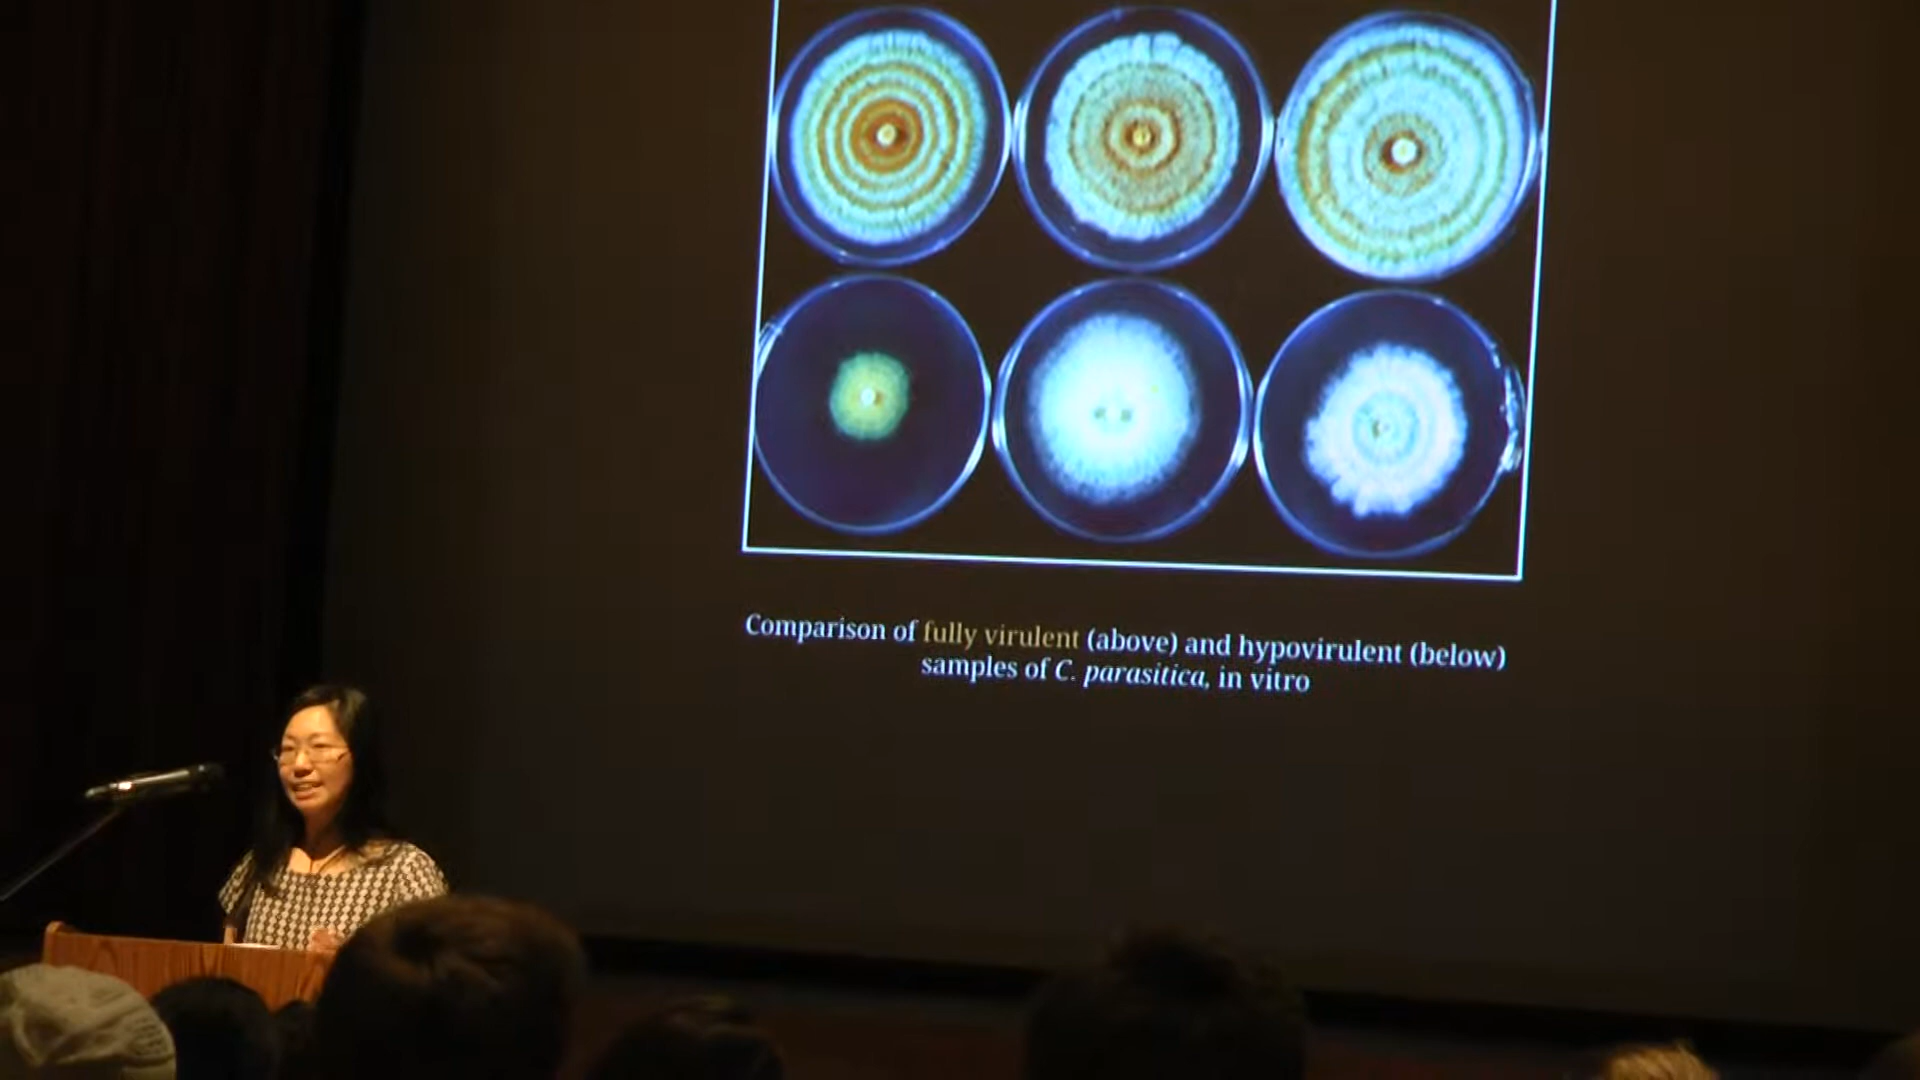 Comparison of fully virulent (above) and hypovirulent (below)
samples of C. parasitica, in vitro